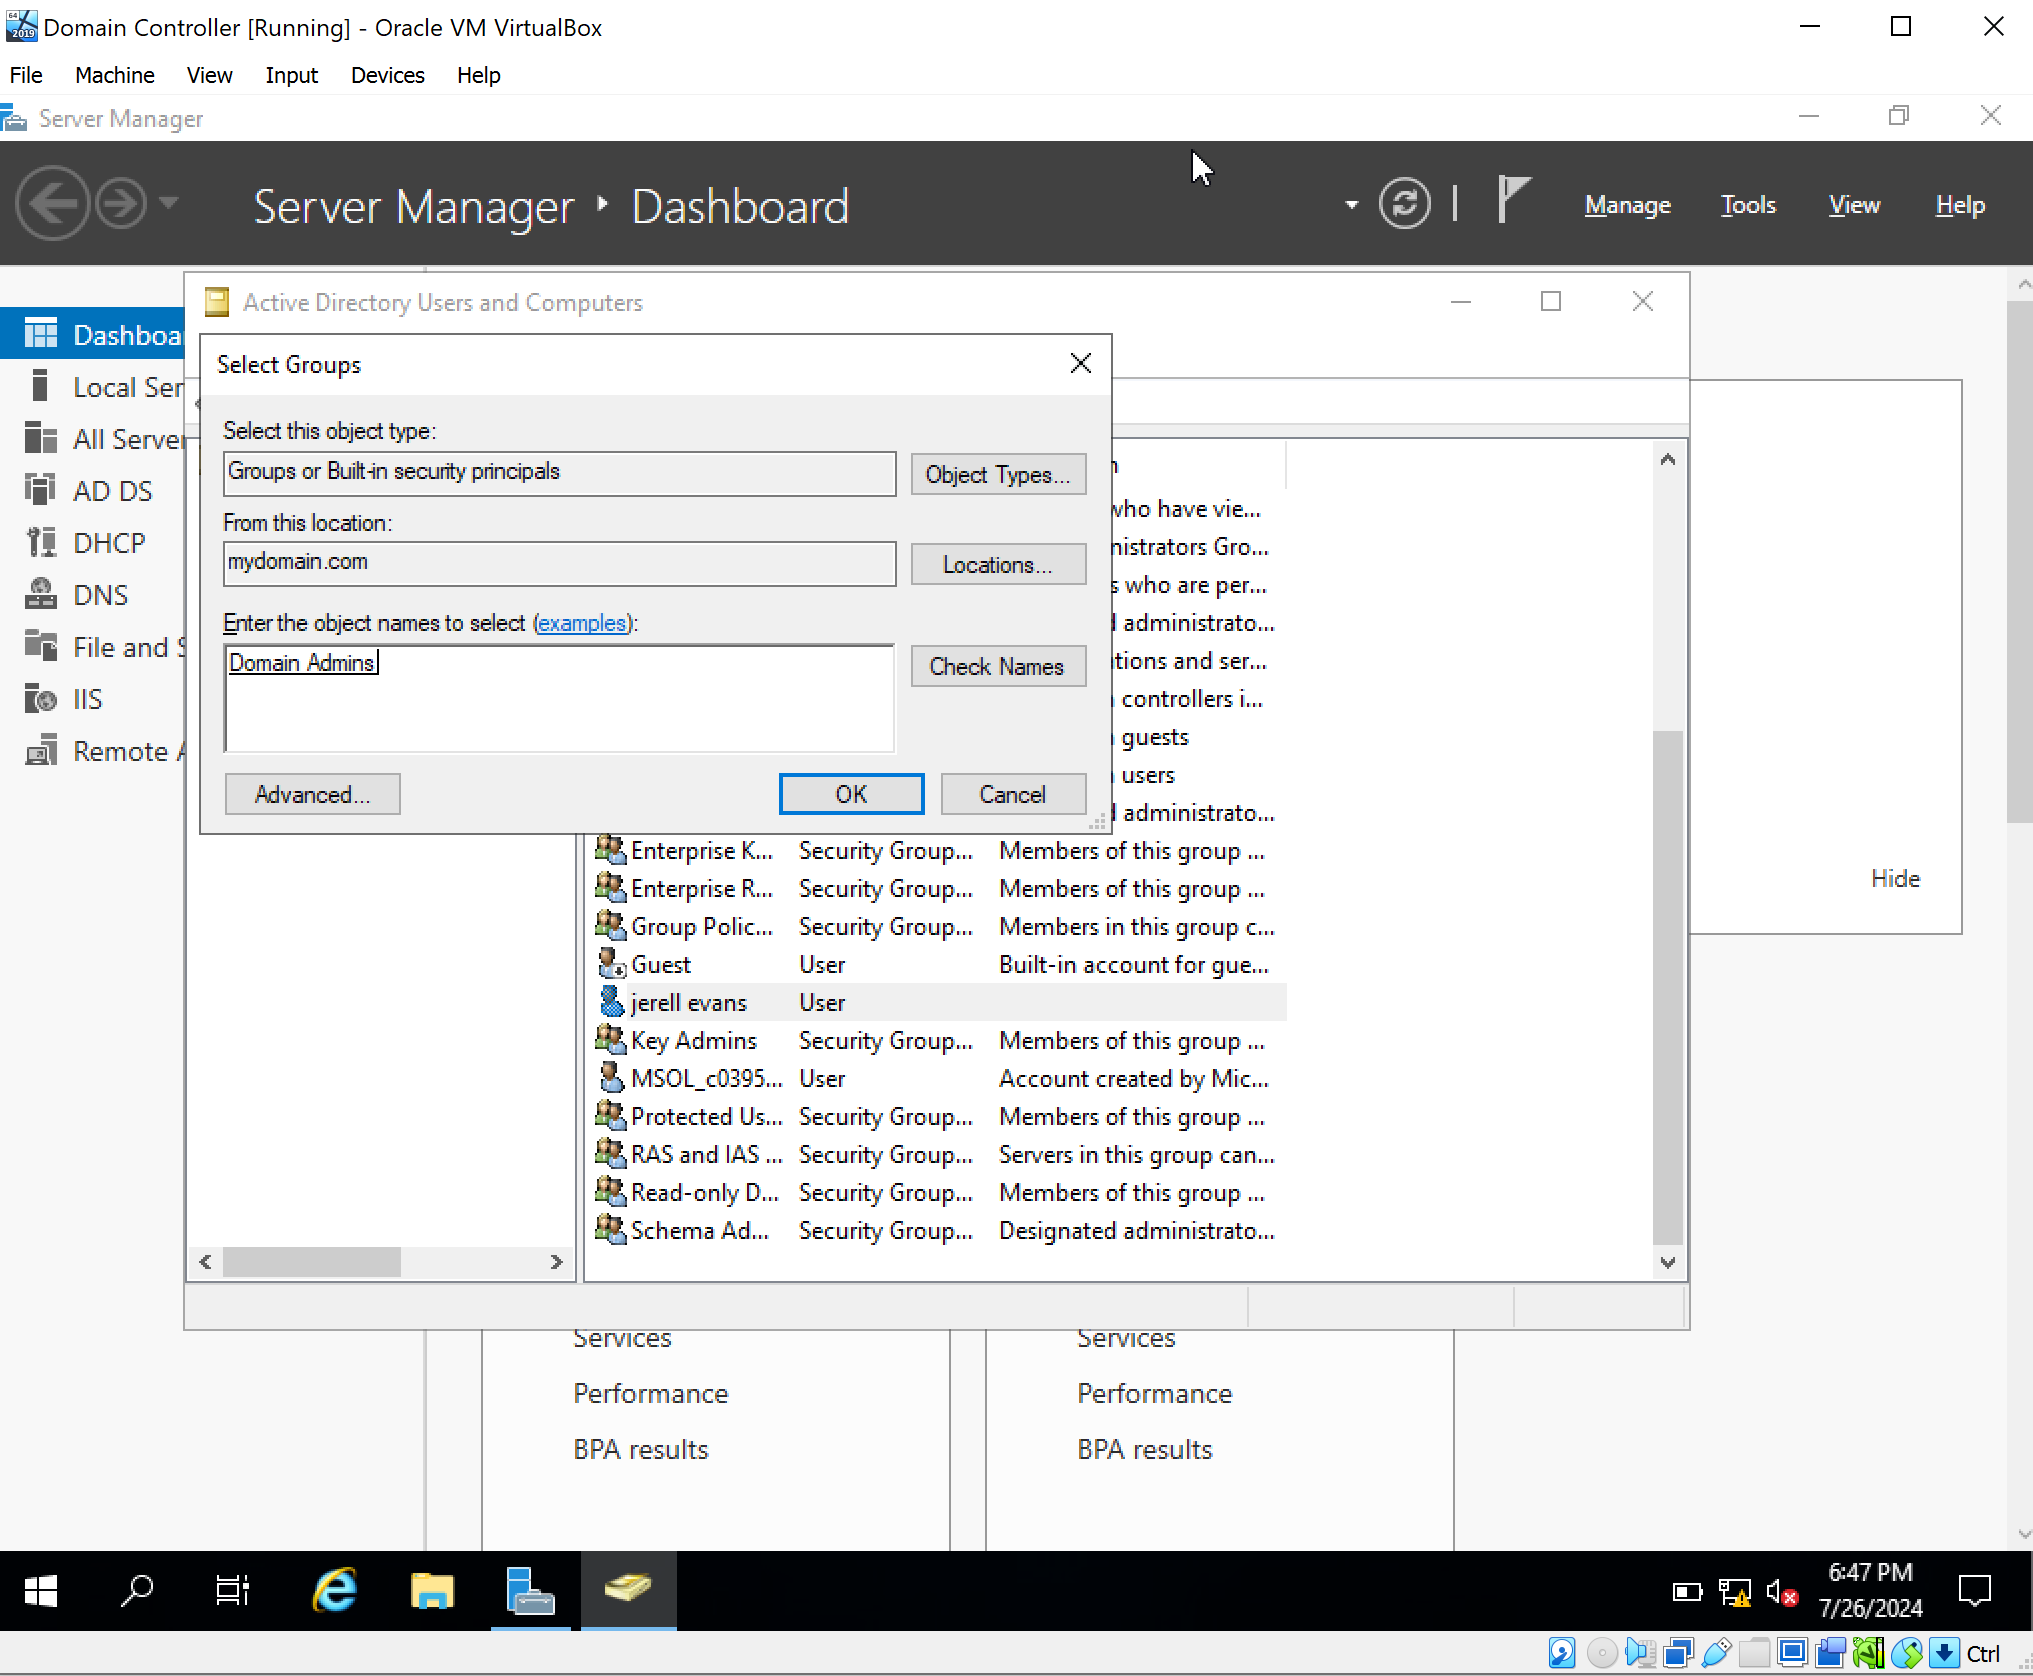 Domain Controller [Running] - Oracle VM VirtualBox
File Machine View Input Devices Help
Server Manager
Server Manager Dashboard
Manage Tools View Help
Dashboa
Local Ser
All Server
AD DS
DHCP
DNS
File and S
IIS
Remote A
Active Directory Users and Computers
Select Groups
Select this object type:
Groups or Built-in security principals
Object Types...
From this location:
mydomain.com
Locations...
Enter the object names to select (examples):
Domain Admins
Check Names
Advanced...
OK
Cancel
who have vie...
nistrators Gro...
s who are per...
administrato...
tions and ser...
controllers i...
guests
users
administrato...
Enterprise K... Security Group... Members of this group ...
Enterprise R... Security Group... Members of this group ...
Group Polic... Security Group... Members in this group c...
Guest User Built-in account for gue...
jerell evans User
Key Admins Security Group... Members of this group ...
MSOL_c0395... User Account created by Mic...
Protected Us... Security Group... Members of this group ...
RAS and IAS ... Security Group... Servers in this group can...
Read-only D... Security Group... Members of this group ...
Schema Ad... Security Group... Designated administrato...
Hide
Services
Performance
BPA results
Services
Performance
BPA results
6:47 PM
7/26/2024
Ctrl